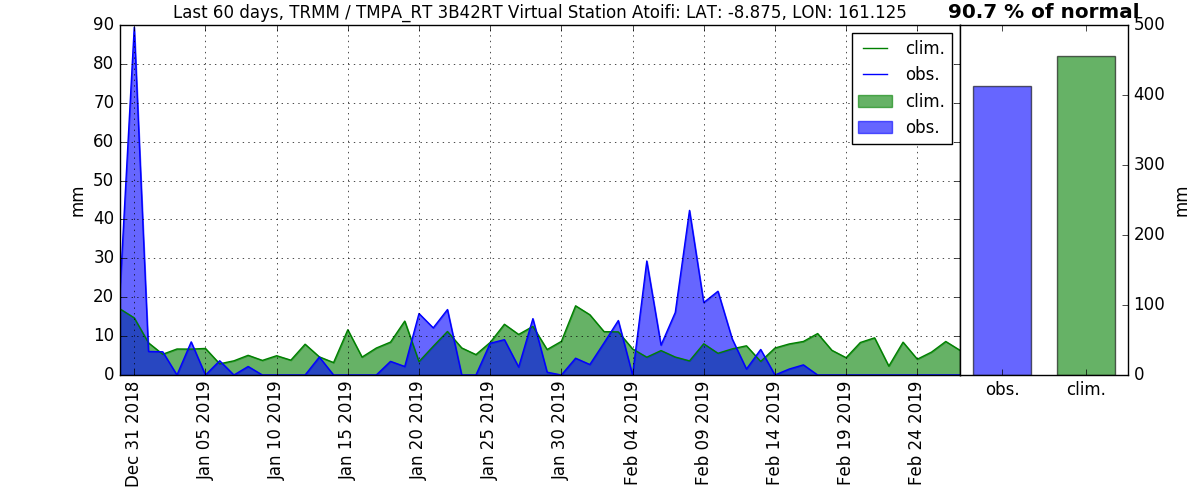 Last 60 days, TRMM / TMPA_RT 3B42RT Virtual Station Atoifi: LAT: -8.875, LON: 161.125
90.7 % of normal
90
80
70
60
50
40
30
20
10
0
mm
clim.
obs.
clim.
obs.
500
400
300
200
100
0
mm
Dec 31 2018
Jan 05 2019
Jan 10 2019
Jan 15 2019
Jan 20 2019
Jan 25 2019
Jan 30 2019
Feb 04 2019
Feb 09 2019
Feb 14 2019
Feb 19 2019
Feb 24 2019
obs.
clim.